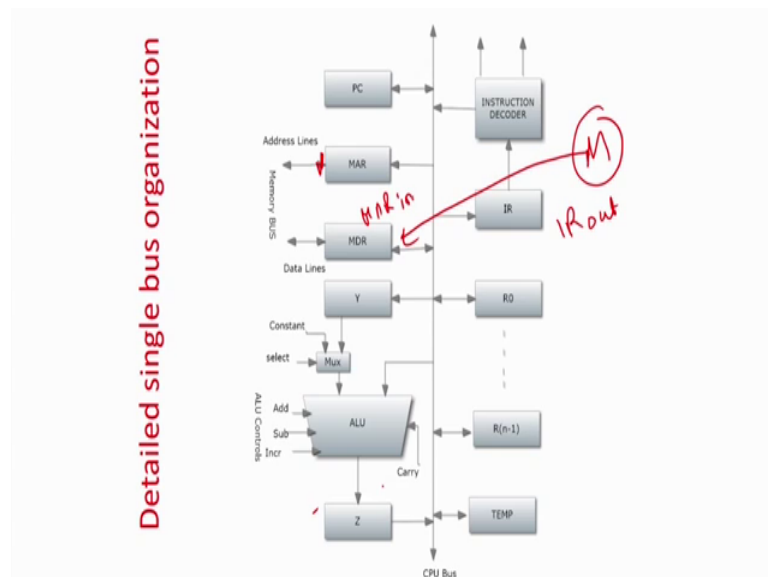 Detailed single bus organization
PC
INSTRUCTION
DECODER
Address Lines
MAR
M
Memory BUS
MAR in
IR
IR out
MDR
Data Lines
Y
R0
Constant
select
Mux
ALU Controls
Add
Sub
Incr
ALU
Carry
R(n-1)
Z
TEMP
CPU Bus